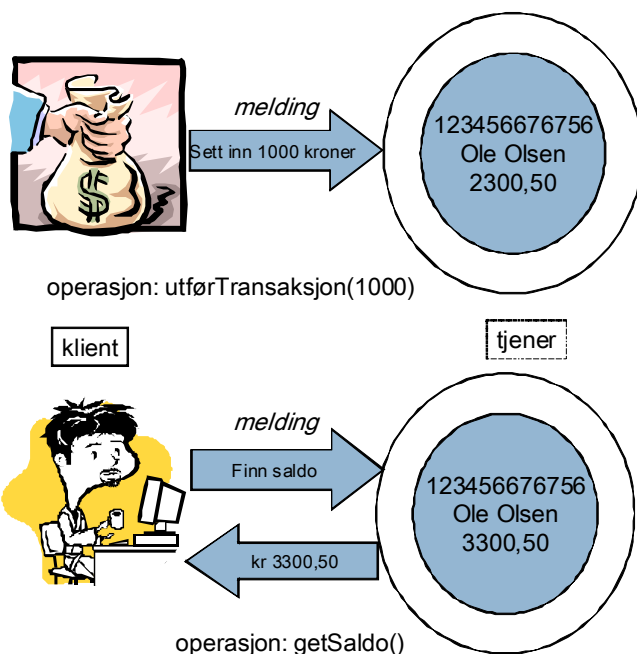 melding
Sett inn 1000 kroner
123456676756
Ole Olsen
2300,50
$
operasjon: utførTransaksjon(1000)
klient
tjener
melding
Finn saldo
123456676756
Ole Olsen
3300,50
kr 3300,50
operasjon: getSaldo()